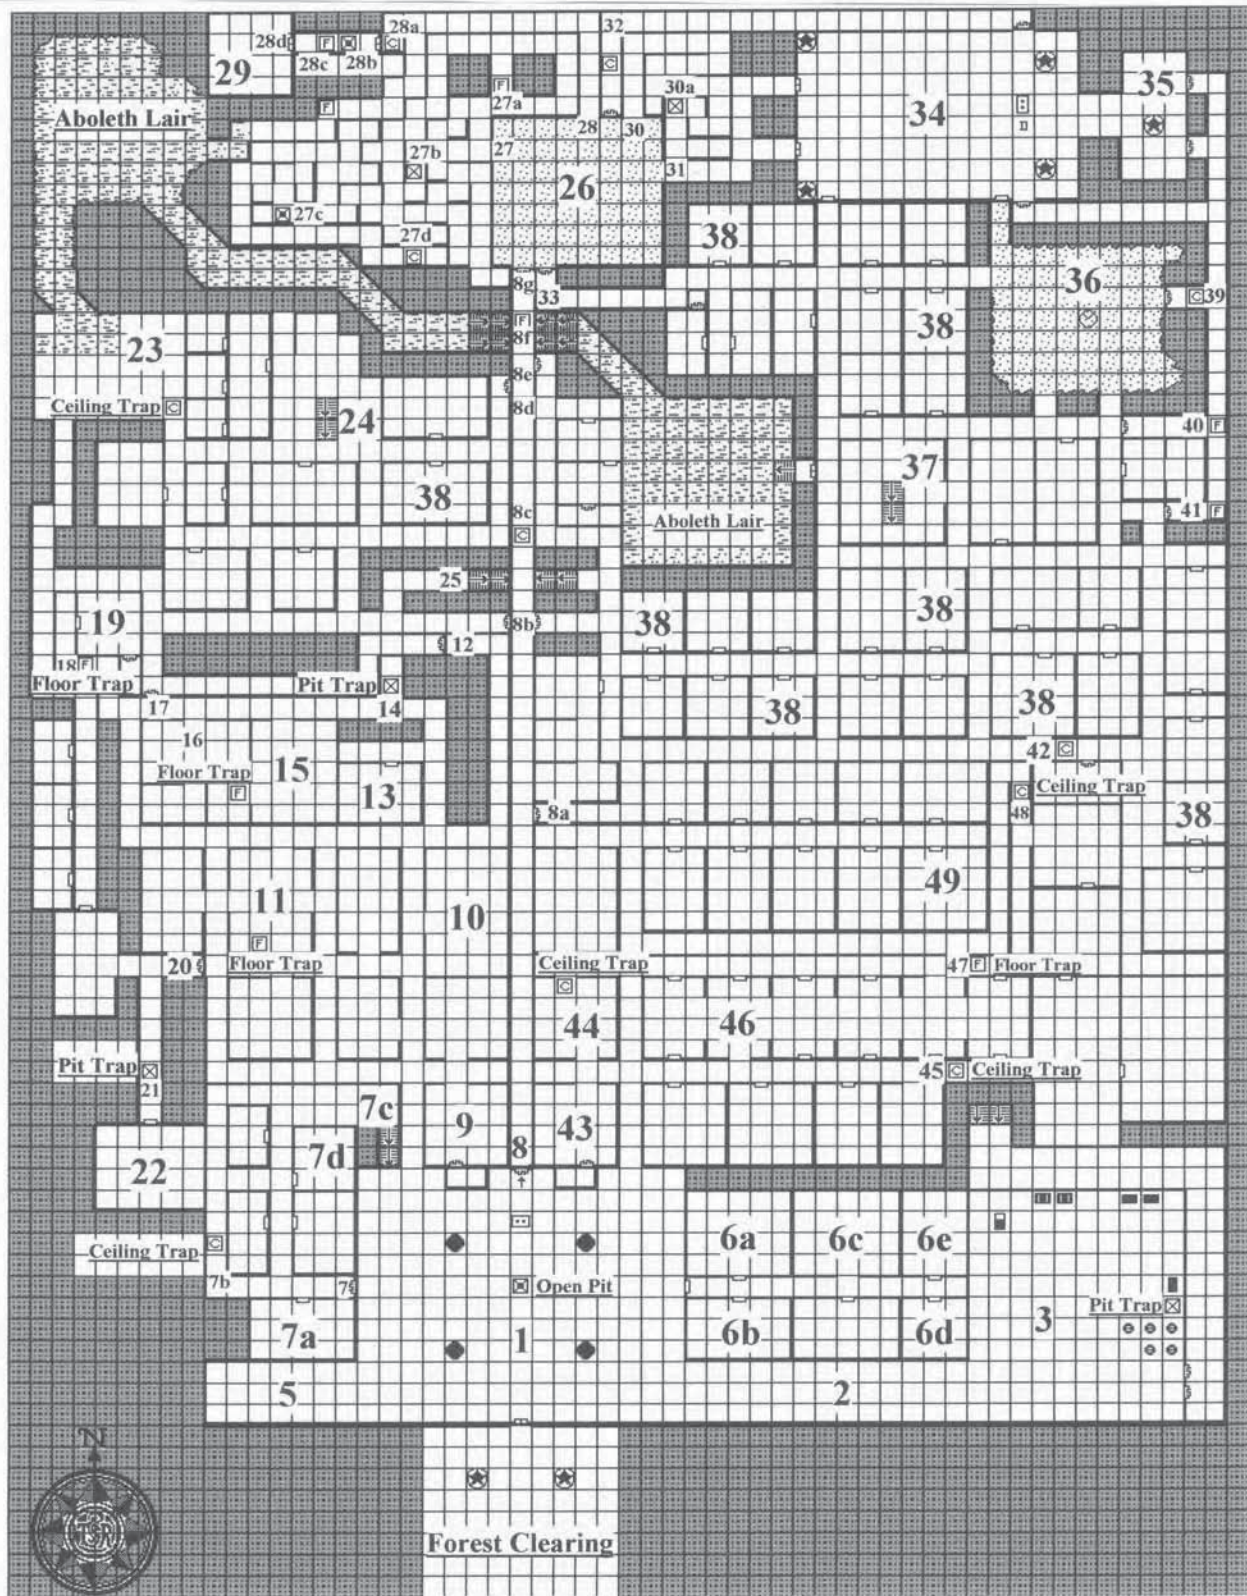 32
28a
28d
F
C
29
28c
28b
C
34
35
F
27a
30a
F
Aboleth Lair
28
30
27
27b
31
26
27c
38
27d
C
8g
33
36
C
39
23
F
8f
38
8e
Ceiling Trap
C
8d
24
40
F
38
37
8c
Aboleth Lair
41
F
C
25
19
38
38
8b
12
18
F
Floor Trap
Pit Trap
14
17
38
38
16
42
C
15
Floor Trap
F
13
C
Ceiling Trap
48
8a
38
11
49
10
F
Floor Trap
20
Ceiling Trap
47
F
Floor Trap
C
44
46
Pit Trap
21
45
C
Ceiling Trap
7c
9
43
8
7d
22
6a
6c
6e
C
Ceiling Trap
7b
7
Open Pit
Pit Trap
3
7a
1
6b
6d
5
2
N
TSR
Forest Clearing